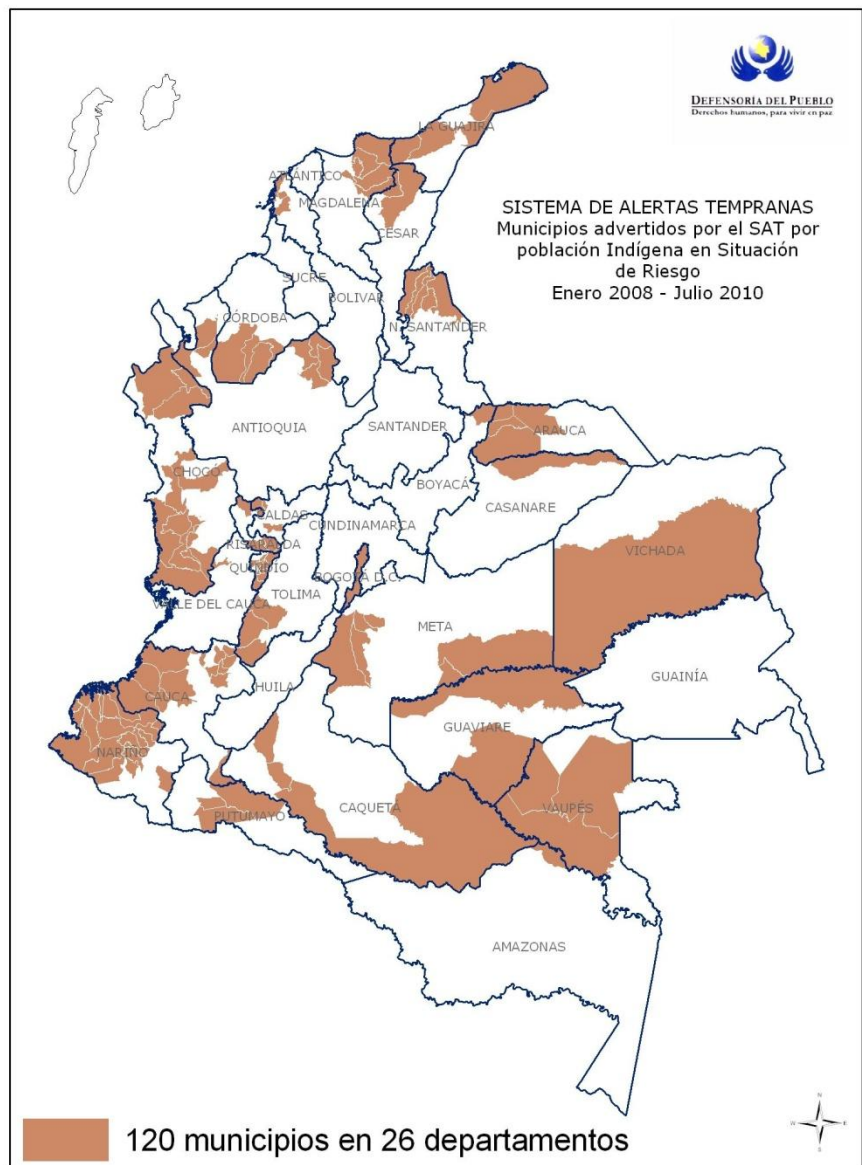 DEFENSORÍA DEL PUEBLO
Derechos humanos, para vivir en paz
SISTEMA DE ALERTAS TEMPRANAS
Municipios advertidos por el SAT por
población Indígena en Situación
de Riesgo
Enero 2008 - Julio 2010
LA GUAJIRA
ATLÁNTICO
MAGDALENA
CESAR
SUCRE
BOLIVAR
CÓRDOBA
N. SANTANDER
ANTIOQUIA
SANTANDER
ARAUCA
CHOCÓ
BOYACÁ
CASANARE
CALDAS
CUNDINAMARCA
RISARALDA
VICHADA
QUINDÍO
BOGOTÁ D.C.
TOLIMA
VALLE DEL CAUCA
META
GUAINÍA
HUILA
CAUCA
GUAVIARE
NARIÑO
CAQUETÁ
VAUPÉS
PUTUMAYO
AMAZONAS
N
W E
S
120 municipios en 26 departamentos